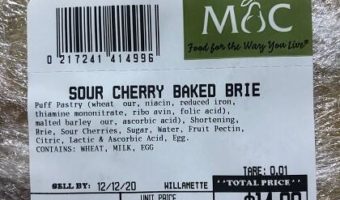 MOC
Food for the Way You Live®
0 217241 414996
SOUR CHERRY BAKED BRIE
Puff Pastry (wheat our, niacin, reduced iron,
thiamine mononitrate, ribo avin, folic acid),
malted barley our, ascorbic acid), Shortening,
Brie, Sour Cherries, Sugar, Water, Fruit Pectin,
Citric, Lactic & Ascorbic Acid, Egg.
CONTAINS: WHEAT, MILK, EGG
TARE: 0.01
SELL BY: 12/12/20 WILLAMETTE
**TOTAL PRICE**
UNIT PRICE